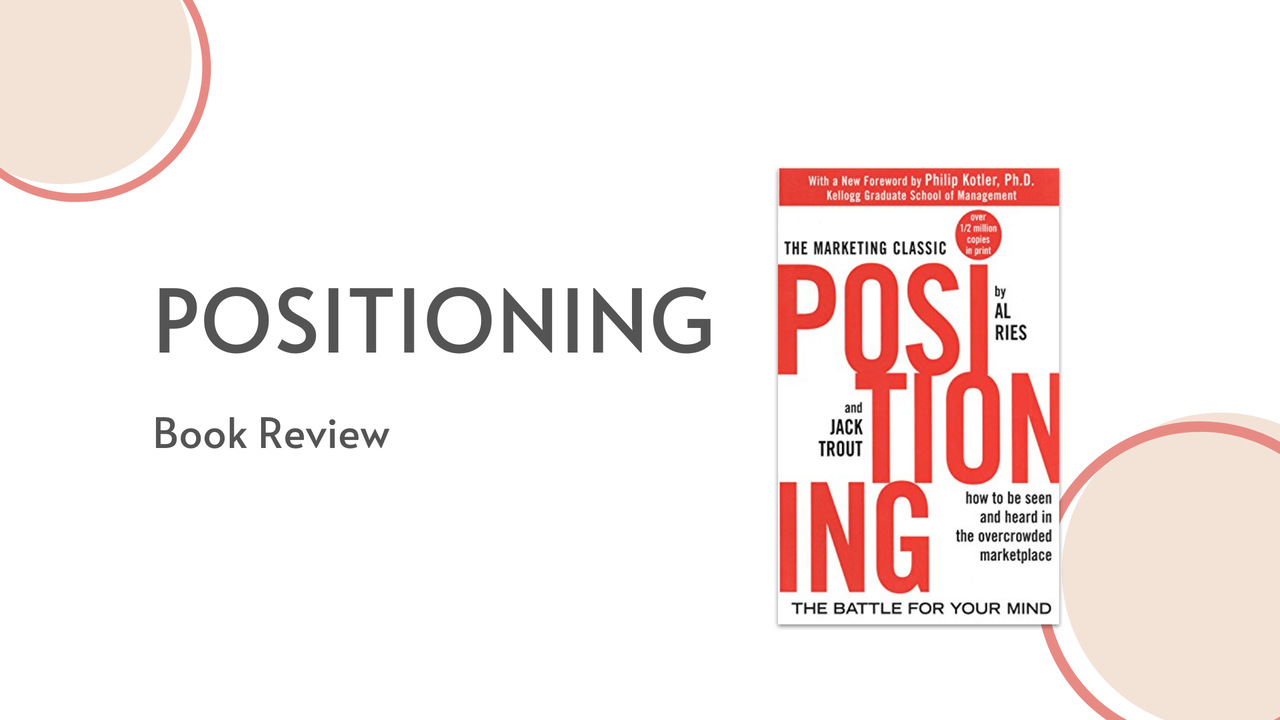 POSITIONING
Book Review
With a New Foreword by Philip Kotler, Ph.D.
Kellogg Graduate School of Management
over
1/2 million
copies
in print
THE MARKETING CLASSIC
POSI
by
AL
RIES
TION
and
JACK
TROUT
ING
how to be seen
and heard in
the overcrowded
marketplace
THE BATTLE FOR YOUR MIND